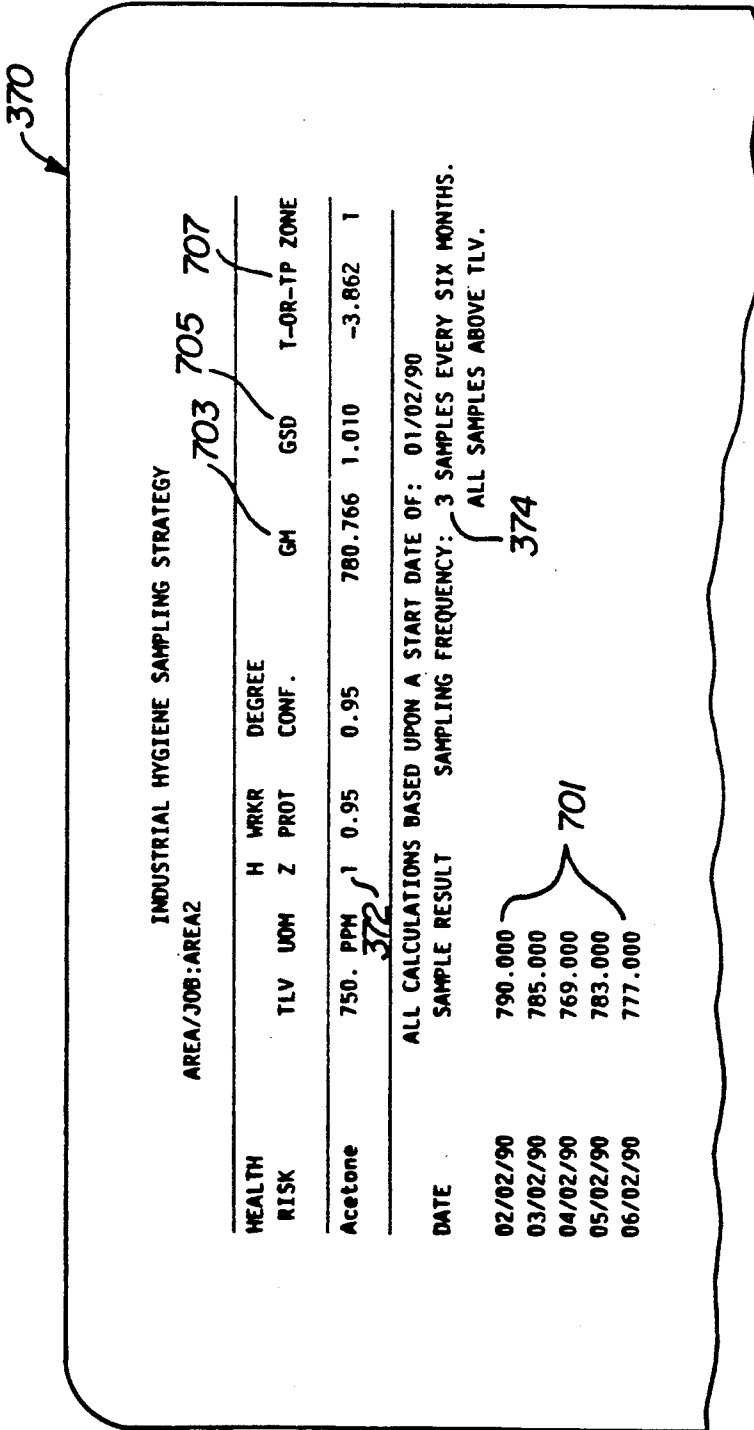 370
INDUSTRIAL HYGIENE SAMPLING STRATEGY
AREA/JOB:AREA2
703 705 707
HEALTH H WRKR DEGREE
RISK TLV UOM Z PROT CONF. GM GSD T-OR-TP ZONE
Acetone 750. PPM 1 0.95 0.95 780.766 1.010 -3.862 1
372
ALL CALCULATIONS BASED UPON A START DATE OF: 01/02/90
DATE SAMPLE RESULT SAMPLING FREQUENCY: 3 SAMPLES EVERY SIX MONTHS.
ALL SAMPLES ABOVE TLV.
374
02/02/90 790.000
03/02/90 785.000
04/02/90 769.000
05/02/90 783.000
06/02/90 777.000
701